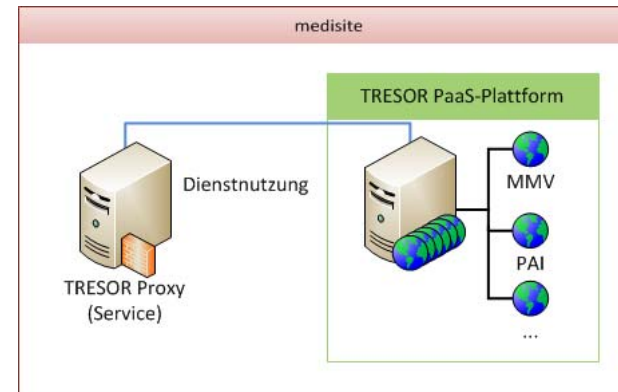 medisite
TRESOR PaaS-Plattform
Dienstnutzung
MMV
PAI
...
TRESOR Proxy
(Service)